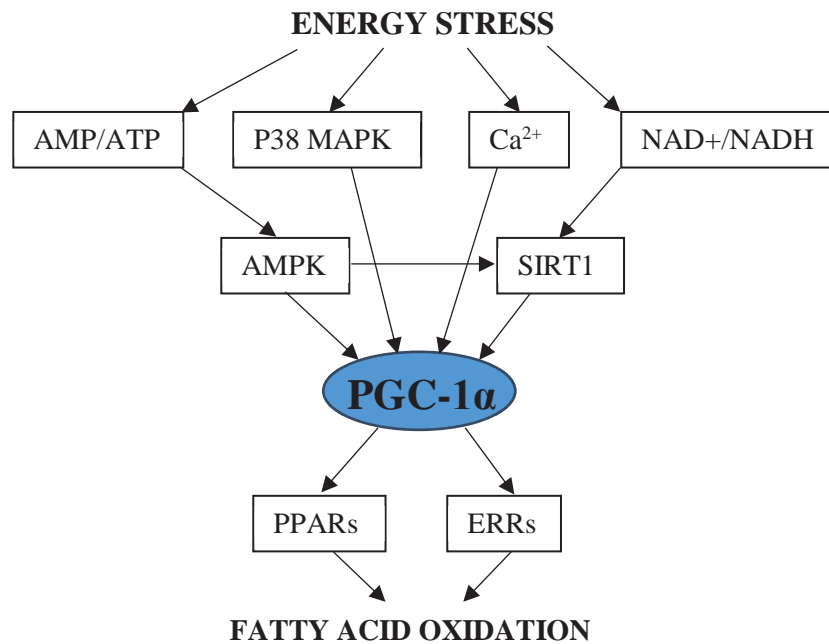 ENERGY STRESS
AMP/ATP
P38 MAPK
Ca²⁺
NAD+/NADH
AMPK
SIRT1
PGC-1α
PPARs
ERRs
FATTY ACID OXIDATION